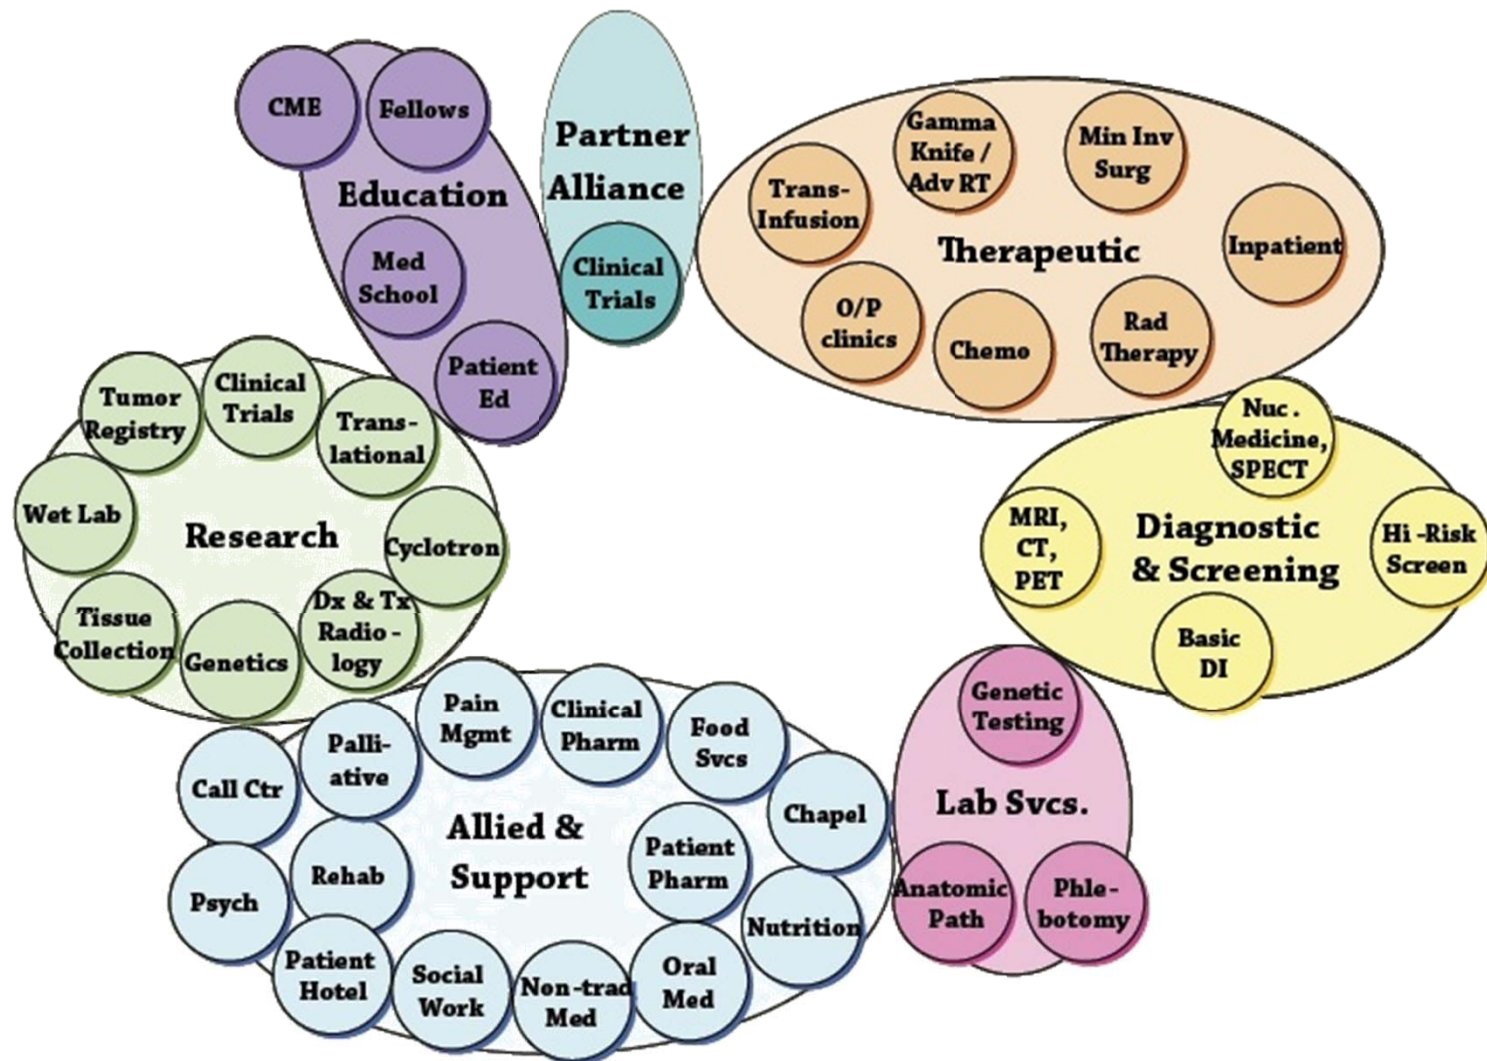 CME
Fellows
Education
Med
School
Patient
Ed
Partner
Alliance
Clinical
Trials
Gamma
Knife /
Adv RT
Min Inv
Surg
Trans-
Infusion
Inpatient
Therapeutic
O/P
clinics
Chemo
Rad
Therapy
Tumor
Registry
Clinical
Trials
Trans-
lational
Wet Lab
Research
Cyclotron
Tissue
Collection
Genetics
Dx & Tx
Radio -
logy
Nuc .
Medicine,
SPECT
MRI,
CT,
PET
Diagnostic
& Screening
Hi -Risk
Screen
Basic
DI
Genetic
Testing
Lab Svcs.
Anatomic
Path
Phle-
botomy
Call Ctr
Palli-
ative
Pain
Mgmt
Clinical
Pharm
Food
Svcs
Chapel
Allied &
Support
Patient
Pharm
Psych
Rehab
Nutrition
Patient
Hotel
Social
Work
Non -trad
Med
Oral
Med